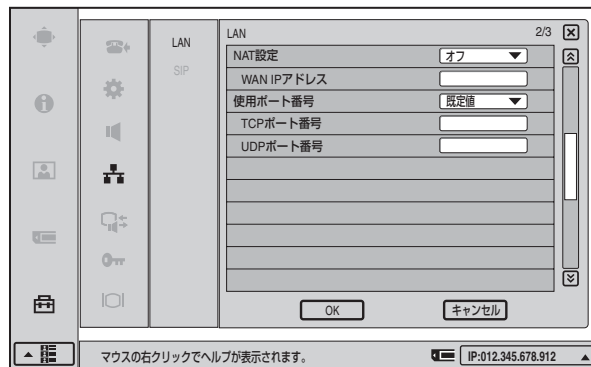 LAN
SIP
LAN 2/3
NAT設定 オフ
WAN IPアドレス
使用ポート番号 既定値
TCPポート番号
UDPポート番号
OK キャンセル
マウスの右クリックでヘルプが表示されます。 IP:012.345.678.912